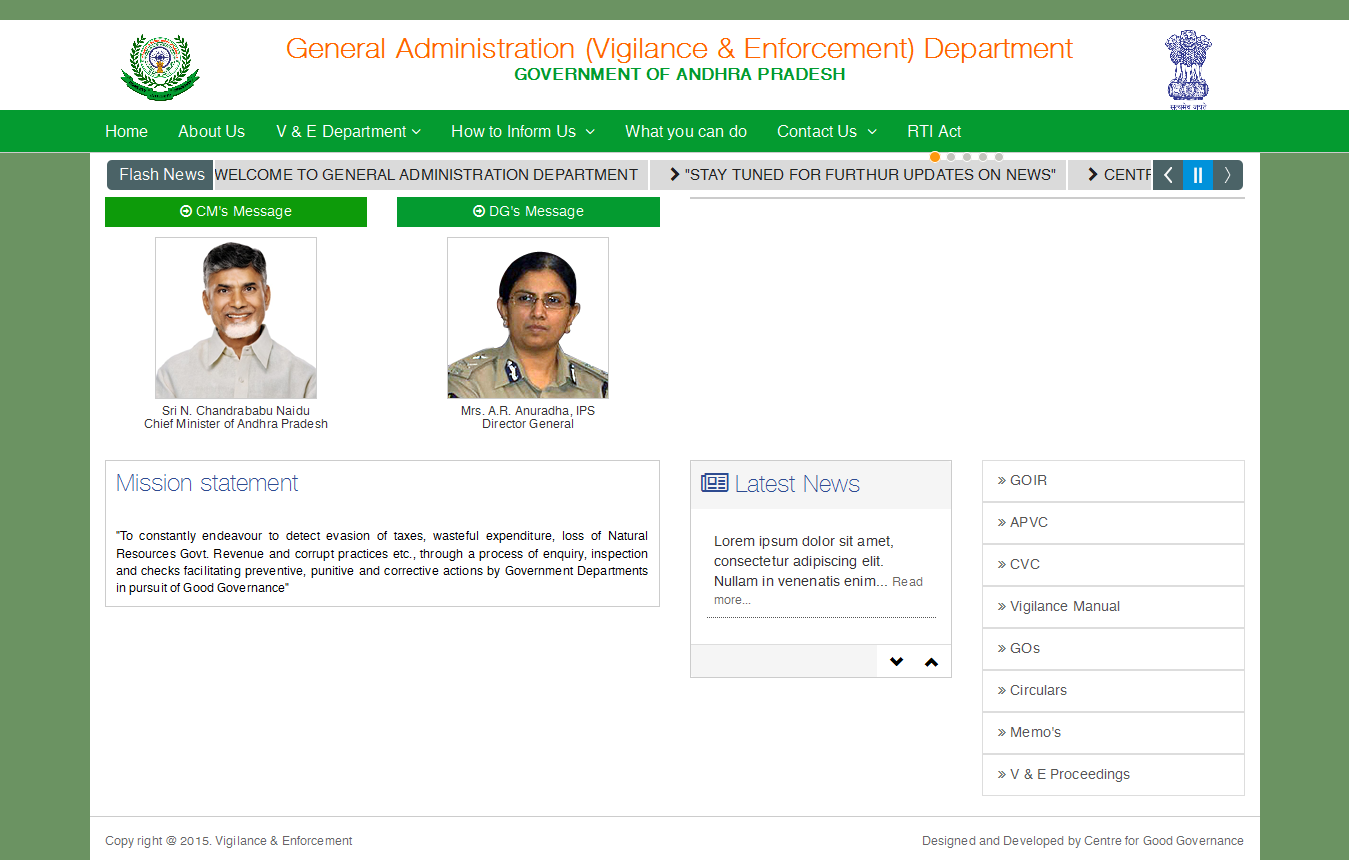 General Administration (Vigilance & Enforcement) Department
GOVERNMENT OF ANDHRA PRADESH
सत्यमेव जयते
Home About Us V & E Department How to Inform Us What you can do Contact Us RTI Act
Flash News WELCOME TO GENERAL ADMINISTRATION DEPARTMENT "STAY TUNED FOR FURTHUR UPDATES ON NEWS"
CM's Message DG's Message
Sri N. Chandrababu Naidu
Chief Minister of Andhra Pradesh
Mrs. A.R. Anuradha, IPS
Director General
Mission statement
"To constantly endeavour to detect evasion of taxes, wasteful expenditure, loss of Natural
Resources Govt. Revenue and corrupt practices etc., through a process of enquiry, inspection
and checks facilitating preventive, punitive and corrective actions by Government Departments
in pursuit of Good Governance"
Latest News
Lorem ipsum dolor sit amet,
consectetur adipiscing elit.
Nullam in venenatis enim... Read
more...
» GOIR
» APVC
» CVC
» Vigilance Manual
» GOs
» Circulars
» Memo's
» V & E Proceedings
Copy right @ 2015. Vigilance & Enforcement
Designed and Developed by Centre for Good Governance